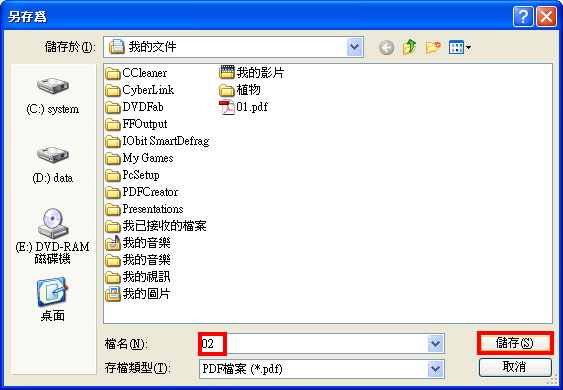 另存為
儲存於(I):
我的文件
(C:) system
(D:) data
(E:) DVD-RAM
磁碟機
桌面
CCleaner
CyberLink
DVDFab
FFOutput
IObit SmartDefrag
My Games
PcSetup
PDFCreator
Presentations
我已接收的檔案
我的音樂
我的音樂
我的視訊
我的圖片
我的影片
植物
01.pdf
檔名(N):
02
儲存(S)
存檔類型(T):
PDF檔案 (*.pdf)
取消